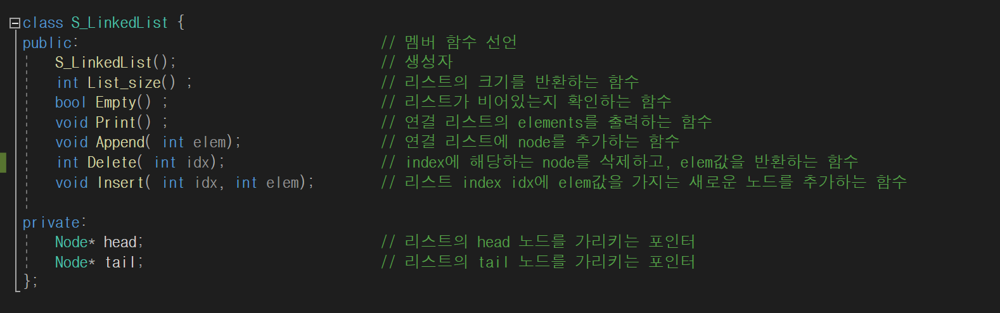 class S_LinkedList {
public: // 멤버 함수 선언
S_LinkedList(); // 생성자
int List_size() ; // 리스트의 크기를 반환하는 함수
bool Empty() ; // 리스트가 비어있는지 확인하는 함수
void Print() ; // 연결 리스트의 elements를 출력하는 함수
void Append( int elem); // 연결 리스트에 node를 추가하는 함수
int Delete( int idx); // index에 해당하는 node를 삭제하고, elem값을 반환하는 함수
void Insert( int idx, int elem); // 리스트 index idx에 elem값을 가지는 새로운 노드를 추가하는 함수
private:
Node* head; // 리스트의 head 노드를 가리키는 포인터
Node* tail; // 리스트의 tail 노드를 가리키는 포인터
};